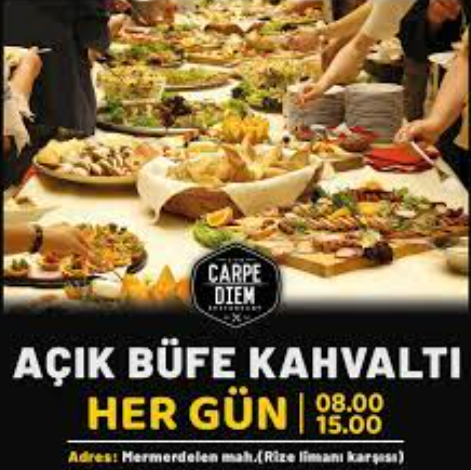 CARPE
DIEM
RESTAURANT
AÇIK BÜFE KAHVALTI
HER GÜN | 08.00
15.00
Adres: Mermerdelen mah.(Rize limanı karşısı)